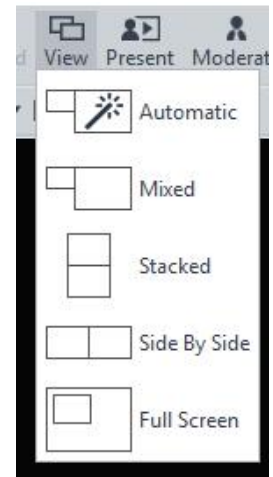 View Present Moderat
Automatic
Mixed
Stacked
Side By Side
Full Screen